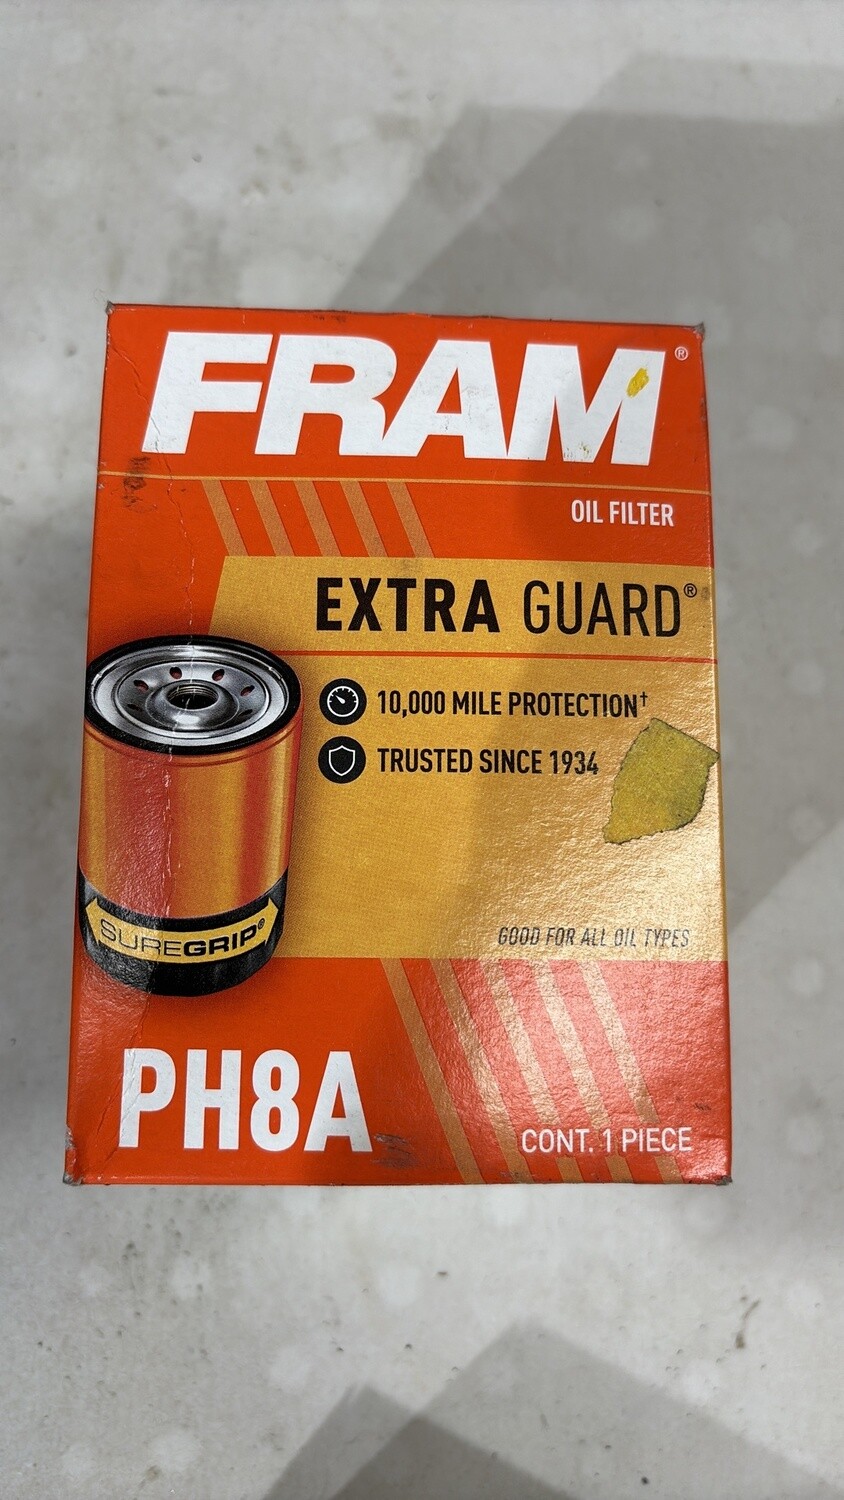 FRAM®
OIL FILTER
EXTRA GUARD®
10,000 MILE PROTECTION†
TRUSTED SINCE 1934
SUREGRIP®
GOOD FOR ALL OIL TYPES
PH8A
CONT. 1 PIECE